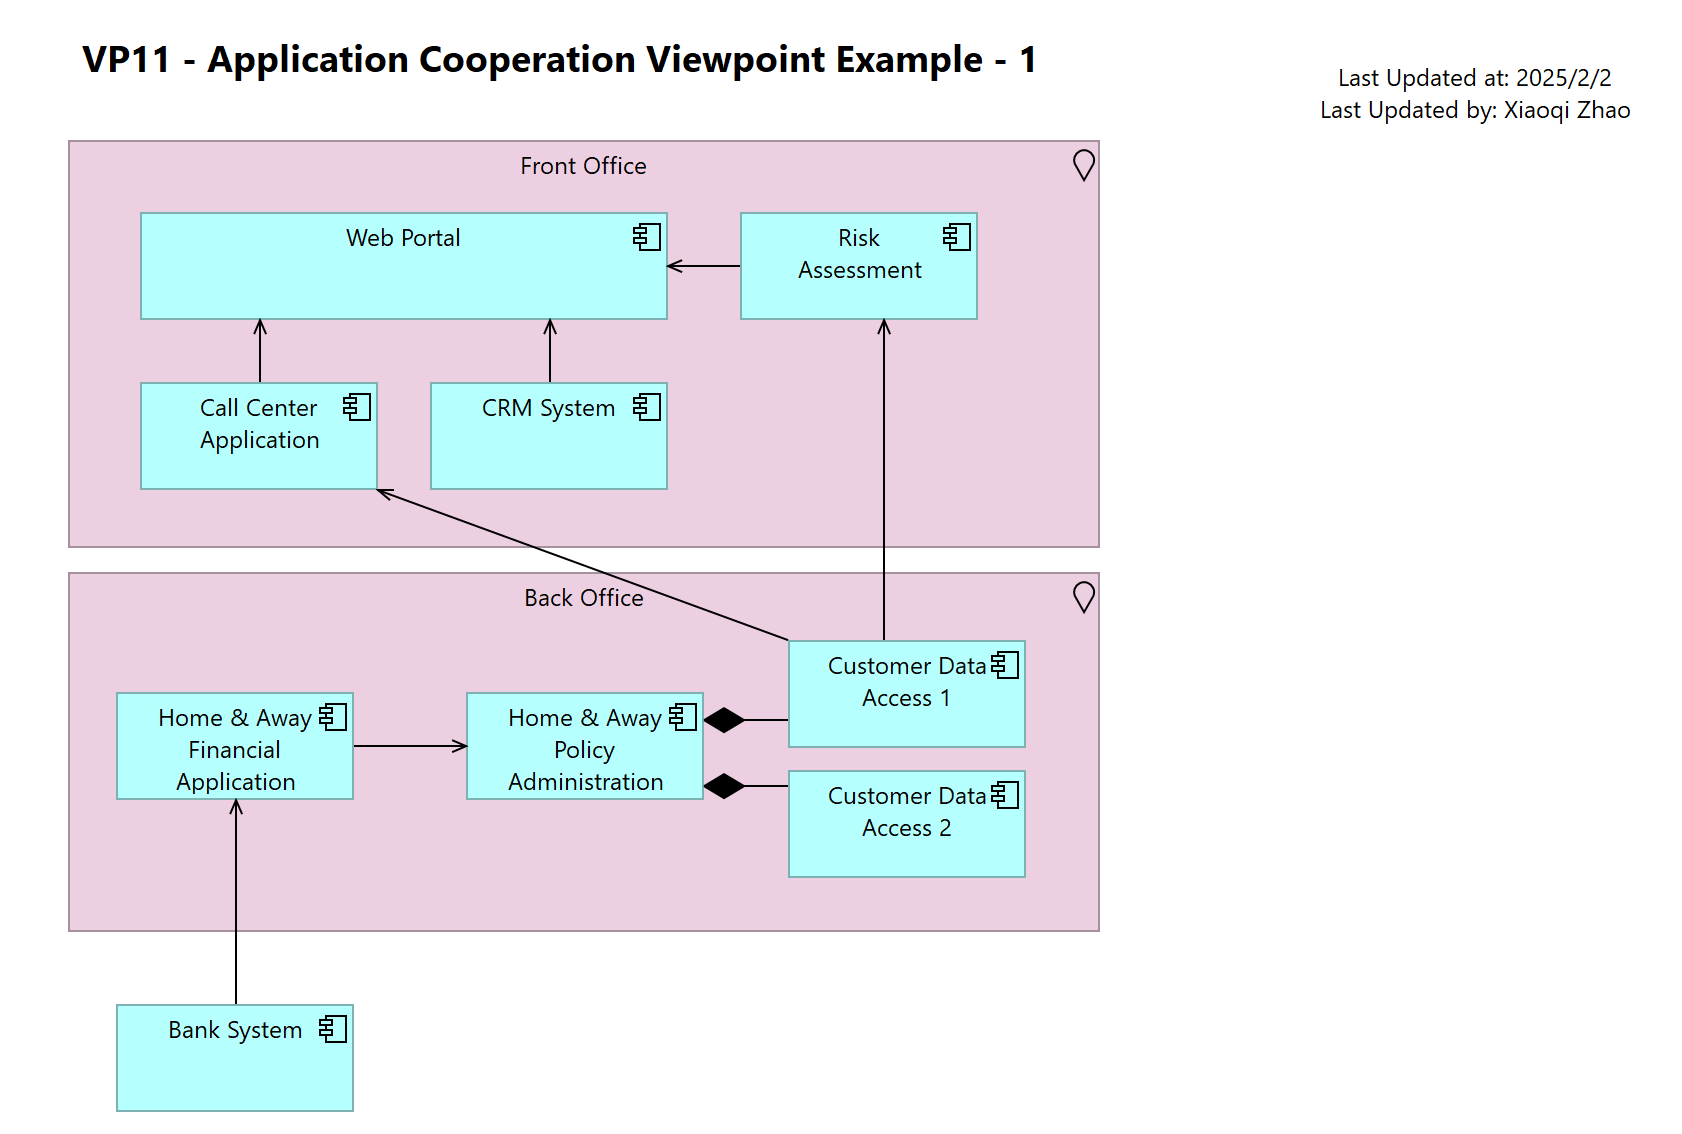 VP11 - Application Cooperation Viewpoint Example - 1
Last Updated at: 2025/2/2
Last Updated by: Xiaoqi Zhao
Front Office
Web Portal
Risk
Assessment
Call Center
Application
CRM System
Back Office
Customer Data
Access 1
Home & Away
Financial
Application
Home & Away
Policy
Administration
Customer Data
Access 2
Bank System